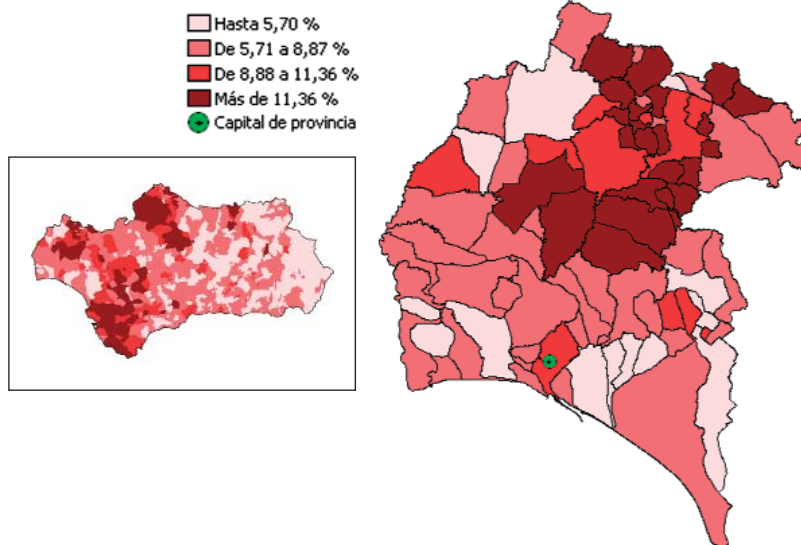 Hasta 5,70 %
De 5,71 a 8,87 %
De 8,88 a 11,36 %
Más de 11,36 %
Capital de provincia